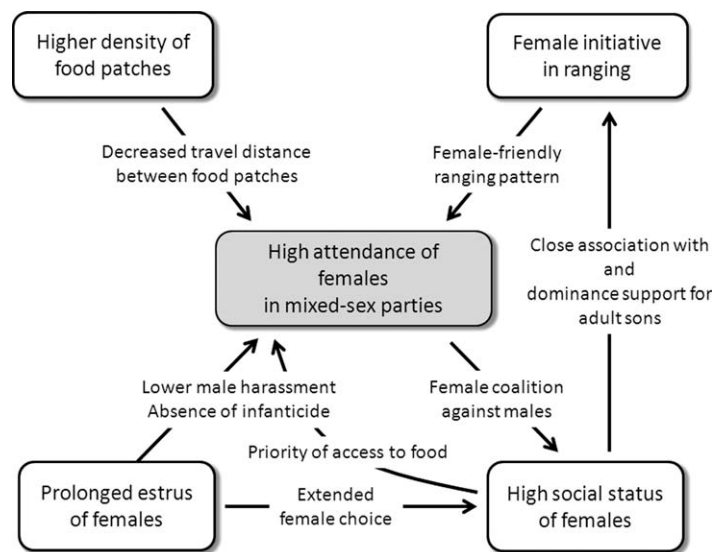 Higher density of
food patches
Female initiative
in ranging
Decreased travel distance
between food patches
Female-friendly
ranging pattern
High attendance of
females
in mixed-sex parties
Close association with
and
dominance support for
adult sons
Lower male harassment
Absence of infanticide
Female coalition
against males
Priority of access to food
Prolonged estrus
of females
Extended
female choice
High social status
of females